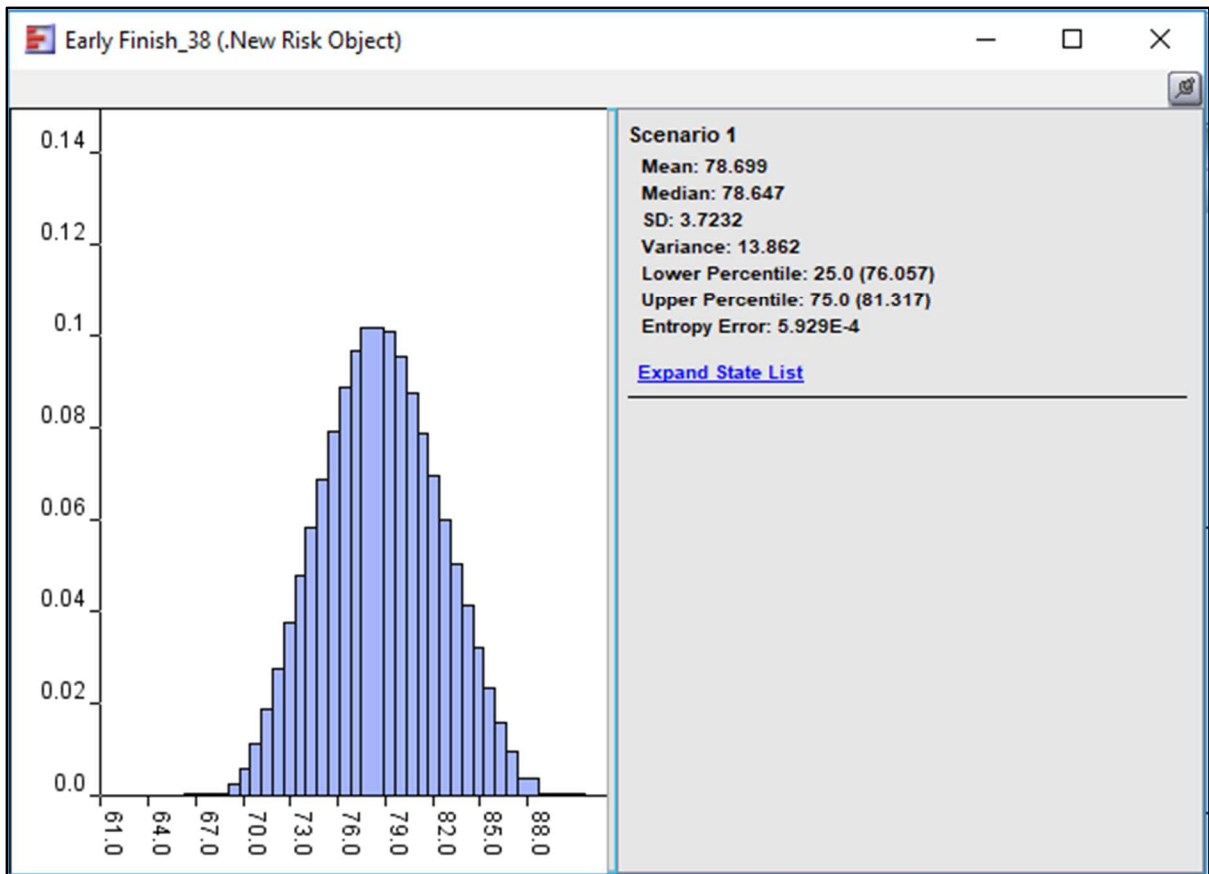 Early Finish_38 (.New Risk Object)
0.14
0.12
0.1
0.08
0.06
0.04
0.02
0.0
61.0 64.0 67.0 70.0 73.0 76.0 79.0 82.0 85.0 88.0
Scenario 1
Mean: 78.699
Median: 78.647
SD: 3.7232
Variance: 13.862
Lower Percentile: 25.0 (76.057)
Upper Percentile: 75.0 (81.317)
Entropy Error: 5.929E-4
Expand State List